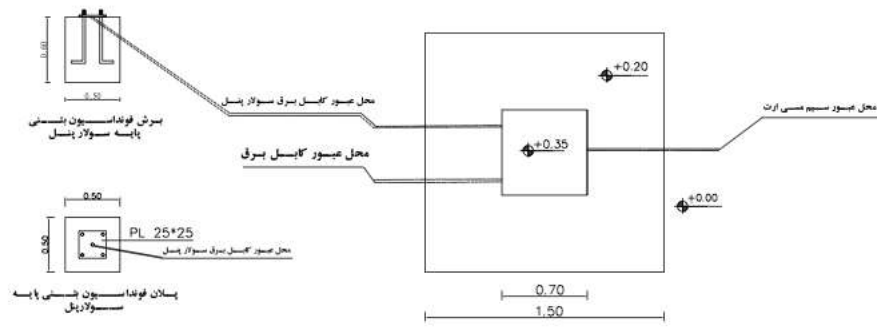 0.60
0.50
برش فونداسیون بتنی
پایه سولار پنل
محل عبور کابل برق سولار پنل
محل عبور کابل برق
+0.20
+0.35
محل عبور سیم مسی ارت
+0.00
0.70
1.50
0.50
0.50
PL 25*25
محل عبور کابل برق سولار پنل
پلان فونداسیون بتنی پایه
سولارپنل